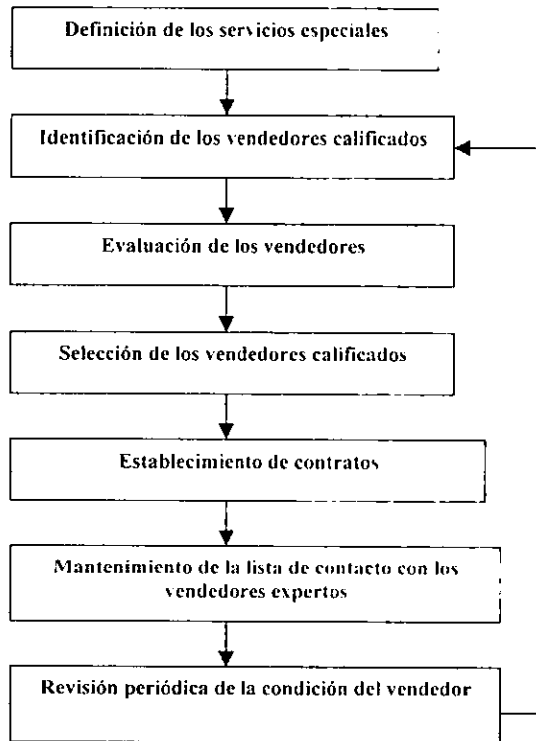 Definición de los servicios especiales
Identificación de los vendedores calificados
Evaluación de los vendedores
Selección de los vendedores calificados
Establecimiento de contratos
Mantenimiento de la lista de contacto con los
vendedores expertos
Revisión periódica de la condición del vendedor